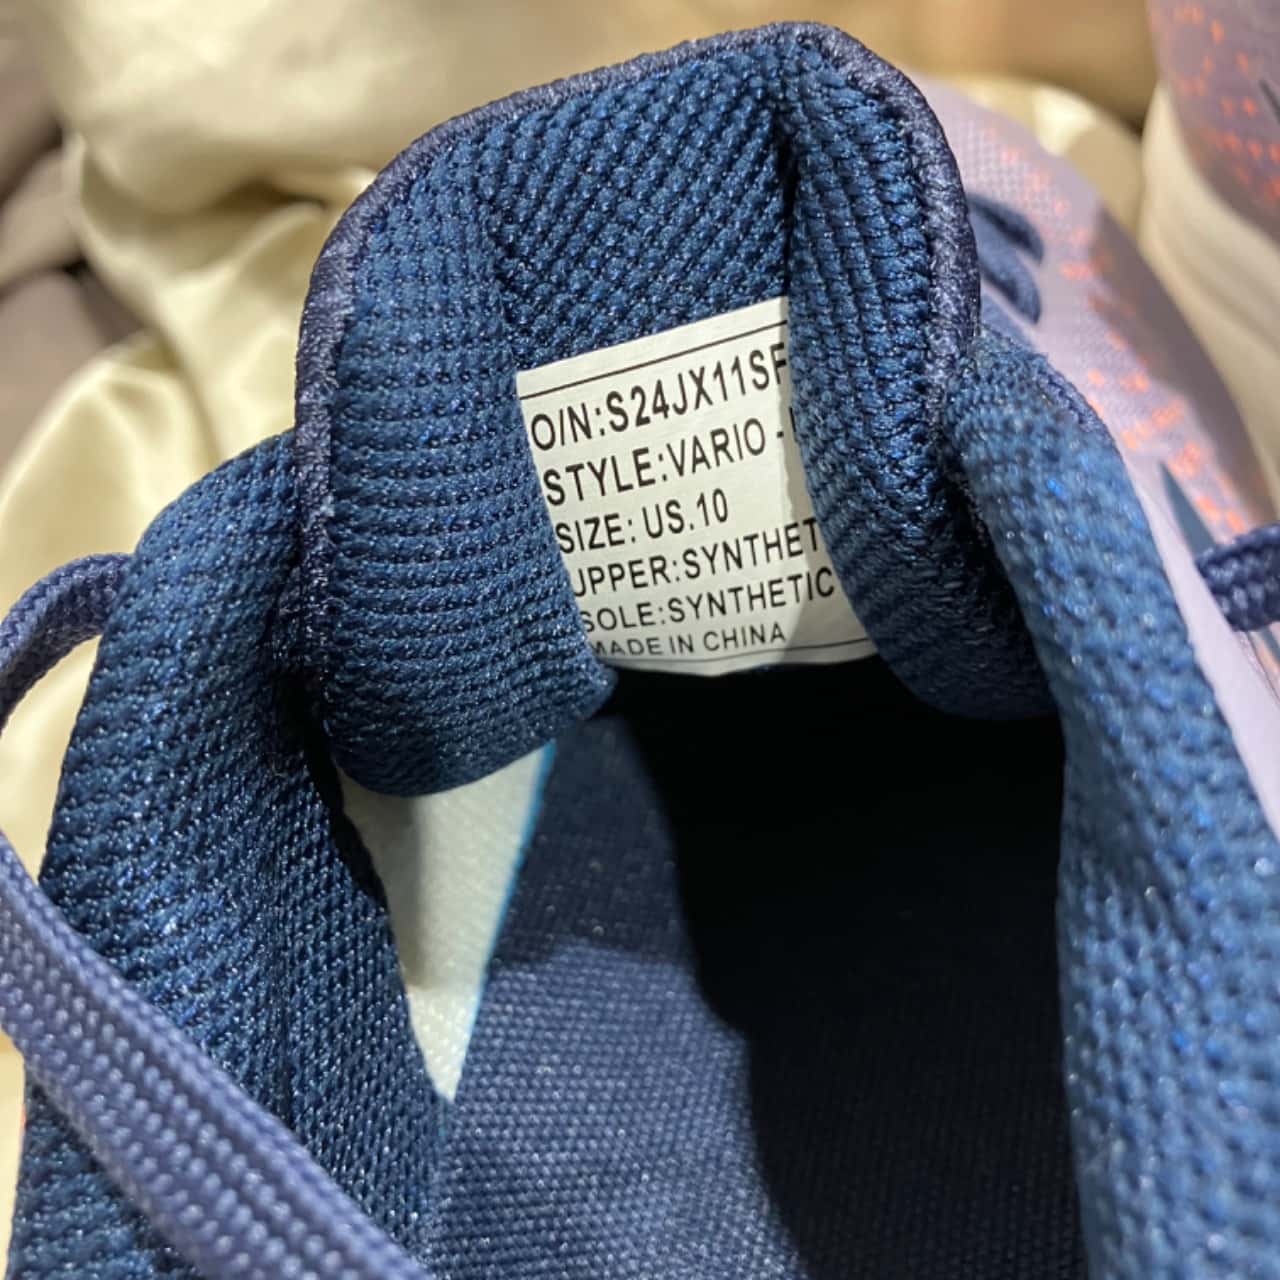 O/N:S24JX11SF
STYLE:VARIO -
SIZE: US.10
UPPER:SYNTHET
SOLE:SYNTHETIC
MADE IN CHINA